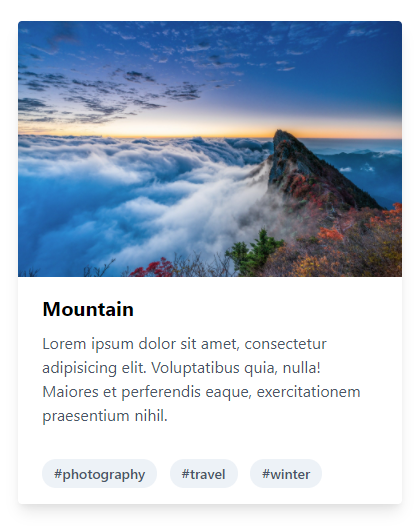 Mountain
Lorem ipsum dolor sit amet, consectetur
adipisicing elit. Voluptatibus quia, nulla!
Maiores et perferendis eaque, exercitationem
praesentium nihil.
#photography #travel #winter